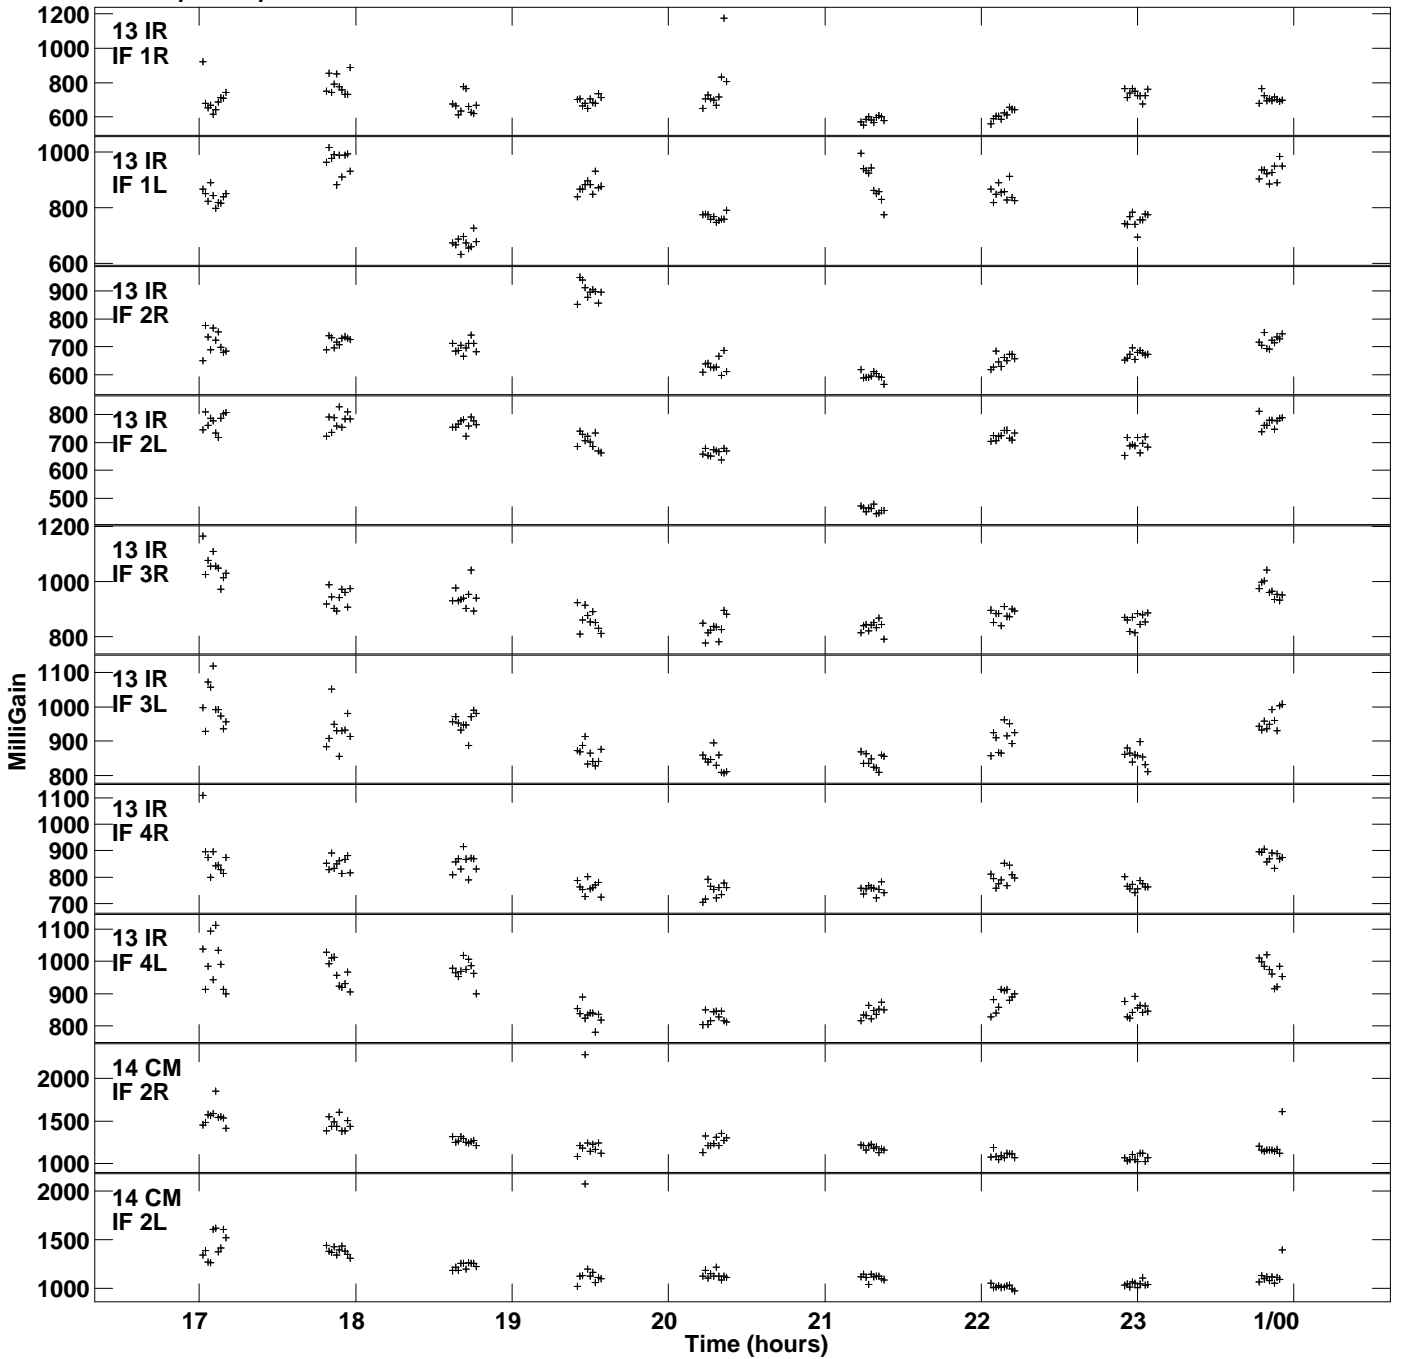 1200
1000
800
600
13 IR
IF 1R
1000
800
600
13 IR
IF 1L
900
800
700
600
13 IR
IF 2R
800
700
600
500
13 IR
IF 2L
1200
1000
800
13 IR
IF 3R
1100
1000
900
800
13 IR
IF 3L
1100
1000
900
800
700
13 IR
IF 4R
1100
1000
900
800
13 IR
IF 4L
2000
1500
1000
14 CM
IF 2R
2000
1500
1000
14 CM
IF 2L
MilliGain
17 18 19 20 21 22 23 1/00
Time (hours)